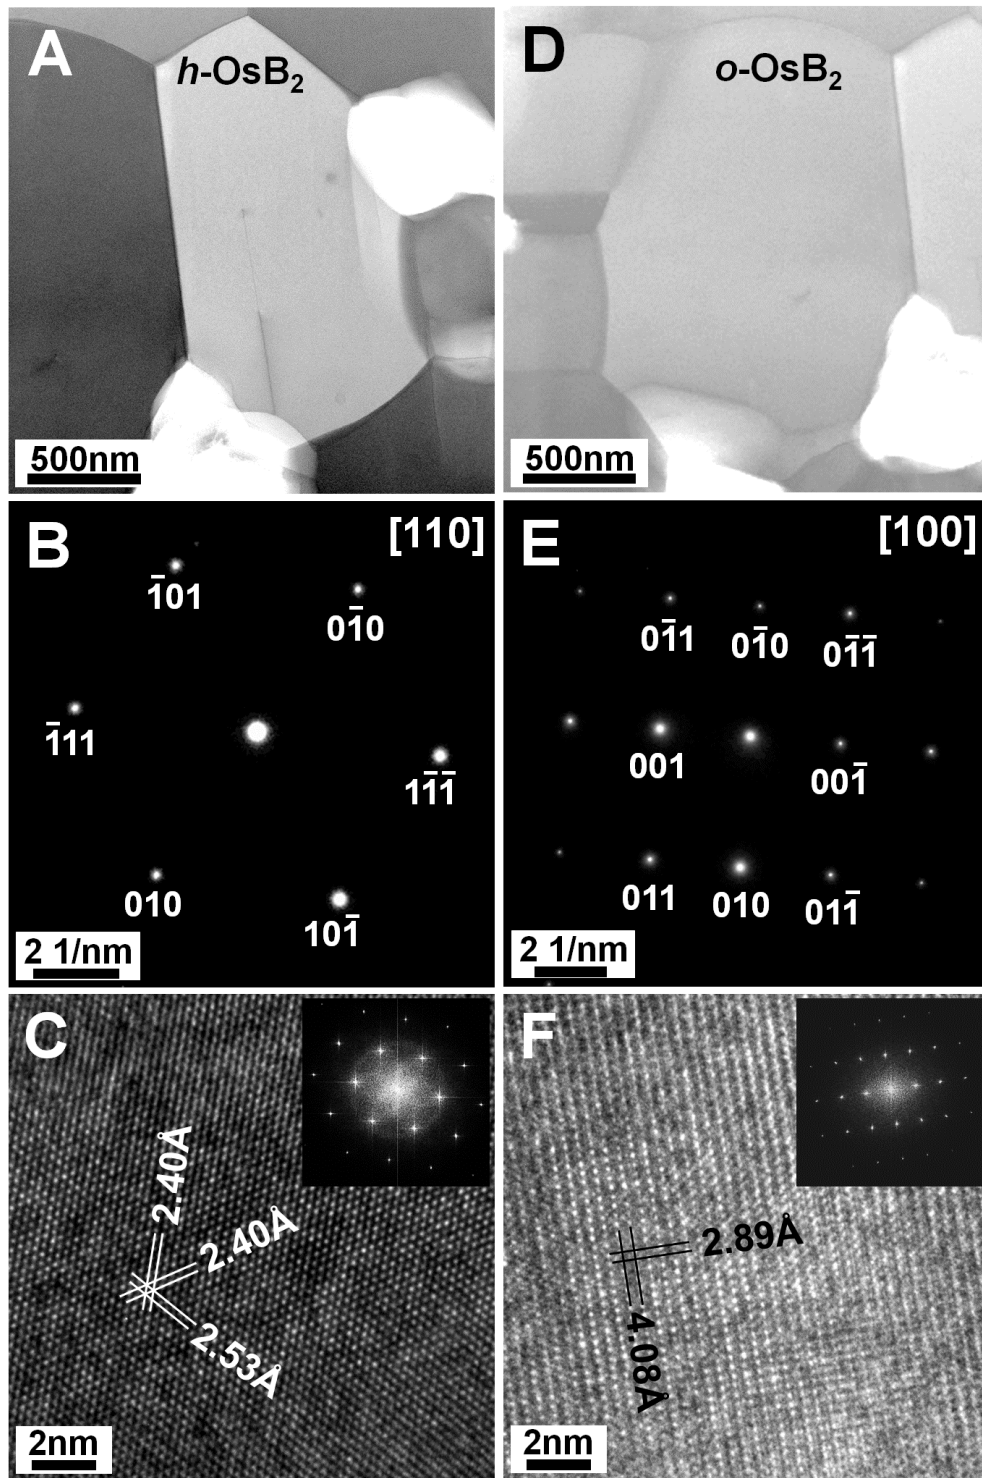 A
h-OsB₂
500nm
D
o-OsB₂
500nm
B
[110]
1̅01
01̅0
1̅11
11̅1̅
010
101̅
2 1/nm
E
[100]
01̅1
01̅0
01̅1̅
001
001̅
011
010
011̅
2 1/nm
C
2.40Å
2.40Å
2.53Å
2nm
F
2.89Å
4.08Å
2nm